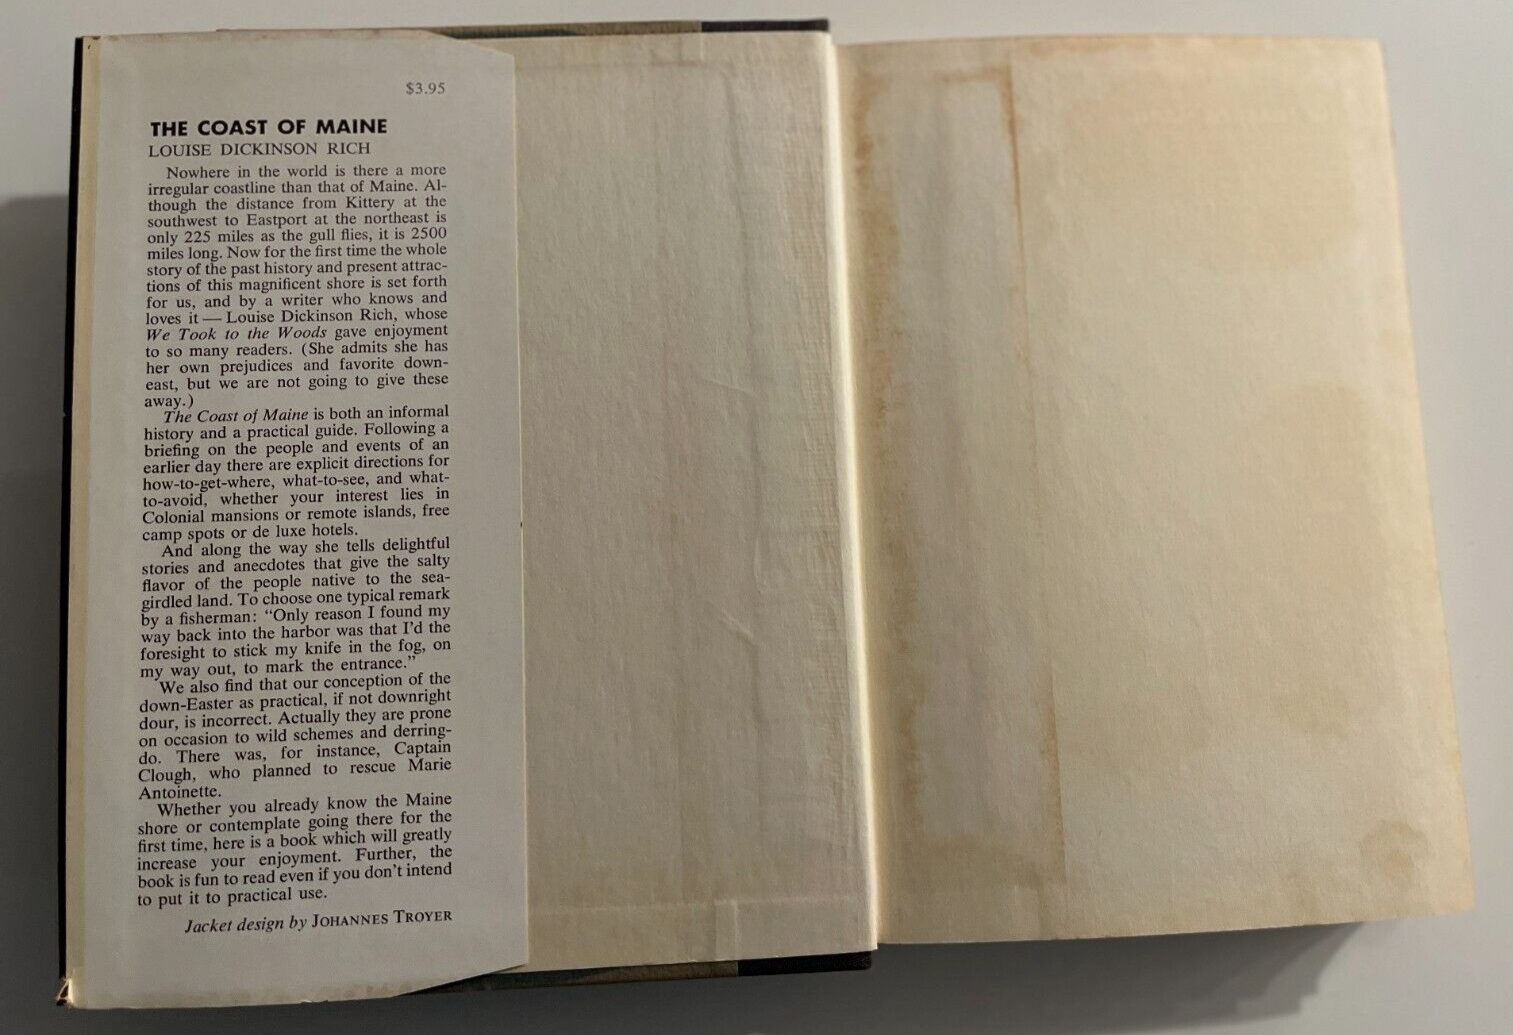 $3.95
THE COAST OF MAINE
LOUISE DICKINSON RICH
Nowhere in the world is there a more
irregular coastline than that of Maine. Al-
though the distance from Kittery at the
southwest to Eastport at the northeast is
only 225 miles as the gull flies, it is 2500
miles long. Now for the first time the whole
story of the past history and present attrac-
tions of this magnificent shore is set forth
for us, and by a writer who knows and
loves it — Louise Dickinson Rich, whose
We Took to the Woods gave enjoyment
to so many readers. (She admits she has
her own prejudices and favorite down-
east, but we are not going to give these
away.)
The Coast of Maine is both an informal
history and a practical guide. Following a
briefing on the people and events of an
earlier day there are explicit directions for
how-to-get-where, what-to-see, and what-
to-avoid, whether your interest lies in
Colonial mansions or remote islands, free
camp spots or de luxe hotels.
And along the way she tells delightful
stories and anecdotes that give the salty
flavor of the people native to the sea-
girdled land. To choose one typical remark
by a fisherman: "Only reason I found my
way back into the harbor was that I'd the
foresight to stick my knife in the fog, on
my way out, to mark the entrance."
We also find that our conception of the
down-Easter as practical, if not downright
dour, is incorrect. Actually they are prone
on occasion to wild schemes and derring-
do. There was, for instance, Captain
Clough, who planned to rescue Marie
Antoinette.
Whether you already know the Maine
shore or contemplate going there for the
first time, here is a book which will greatly
increase your enjoyment. Further, the
book is fun to read even if you don't intend
to put it to practical use.
Jacket design by JOHANNES TROYER